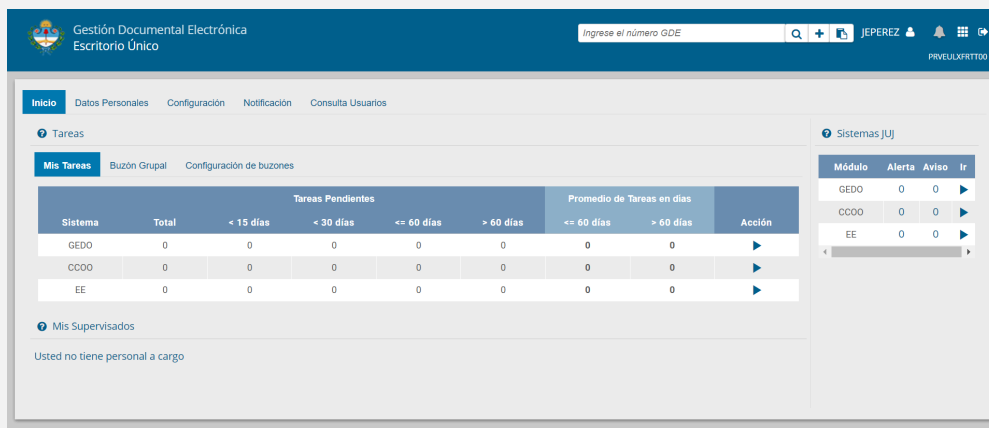 Gestión Documental Electrónica
Escritorio Único
Ingrese el número GDE
JEPEREZ
PRVEULXFRTT00
Inicio Datos Personales Configuración Notificación Consulta Usuarios
Tareas
Mis Tareas Buzón Grupal Configuración de buzones
Tareas Pendientes Promedio de Tareas en días
Sistema Total < 15 días < 30 días <= 60 días > 60 días <= 60 días > 60 días Acción
GEDO 0 0 0 0 0 0 0
CCOO 0 0 0 0 0 0 0
EE 0 0 0 0 0 0 0
Mis Supervisados
Usted no tiene personal a cargo
Sistemas JUJ
Módulo Alerta Aviso Ir
GEDO 0 0
CCOO 0 0
EE 0 0